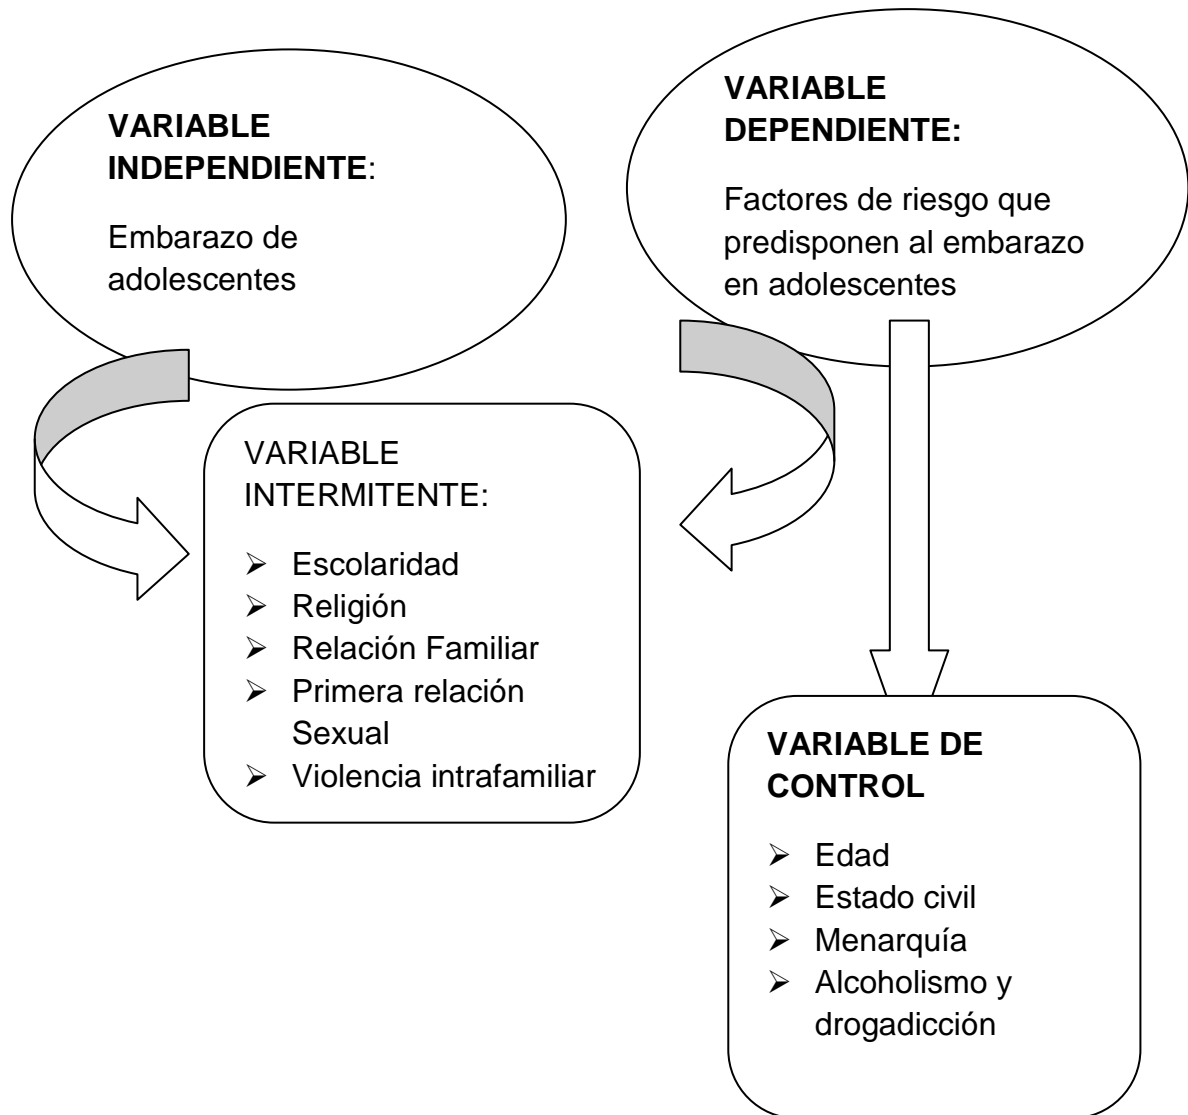 VARIABLE
INDEPENDIENTE:
Embarazo de
adolescentes
VARIABLE
DEPENDIENTE:
Factores de riesgo que
predisponen al embarazo
en adolescentes
VARIABLE
INTERMITENTE:
➢ Escolaridad
➢ Religión
➢ Relación Familiar
➢ Primera relación
Sexual
➢ Violencia intrafamiliar
VARIABLE DE
CONTROL
➢ Edad
➢ Estado civil
➢ Menarquía
➢ Alcoholismo y
drogadicción